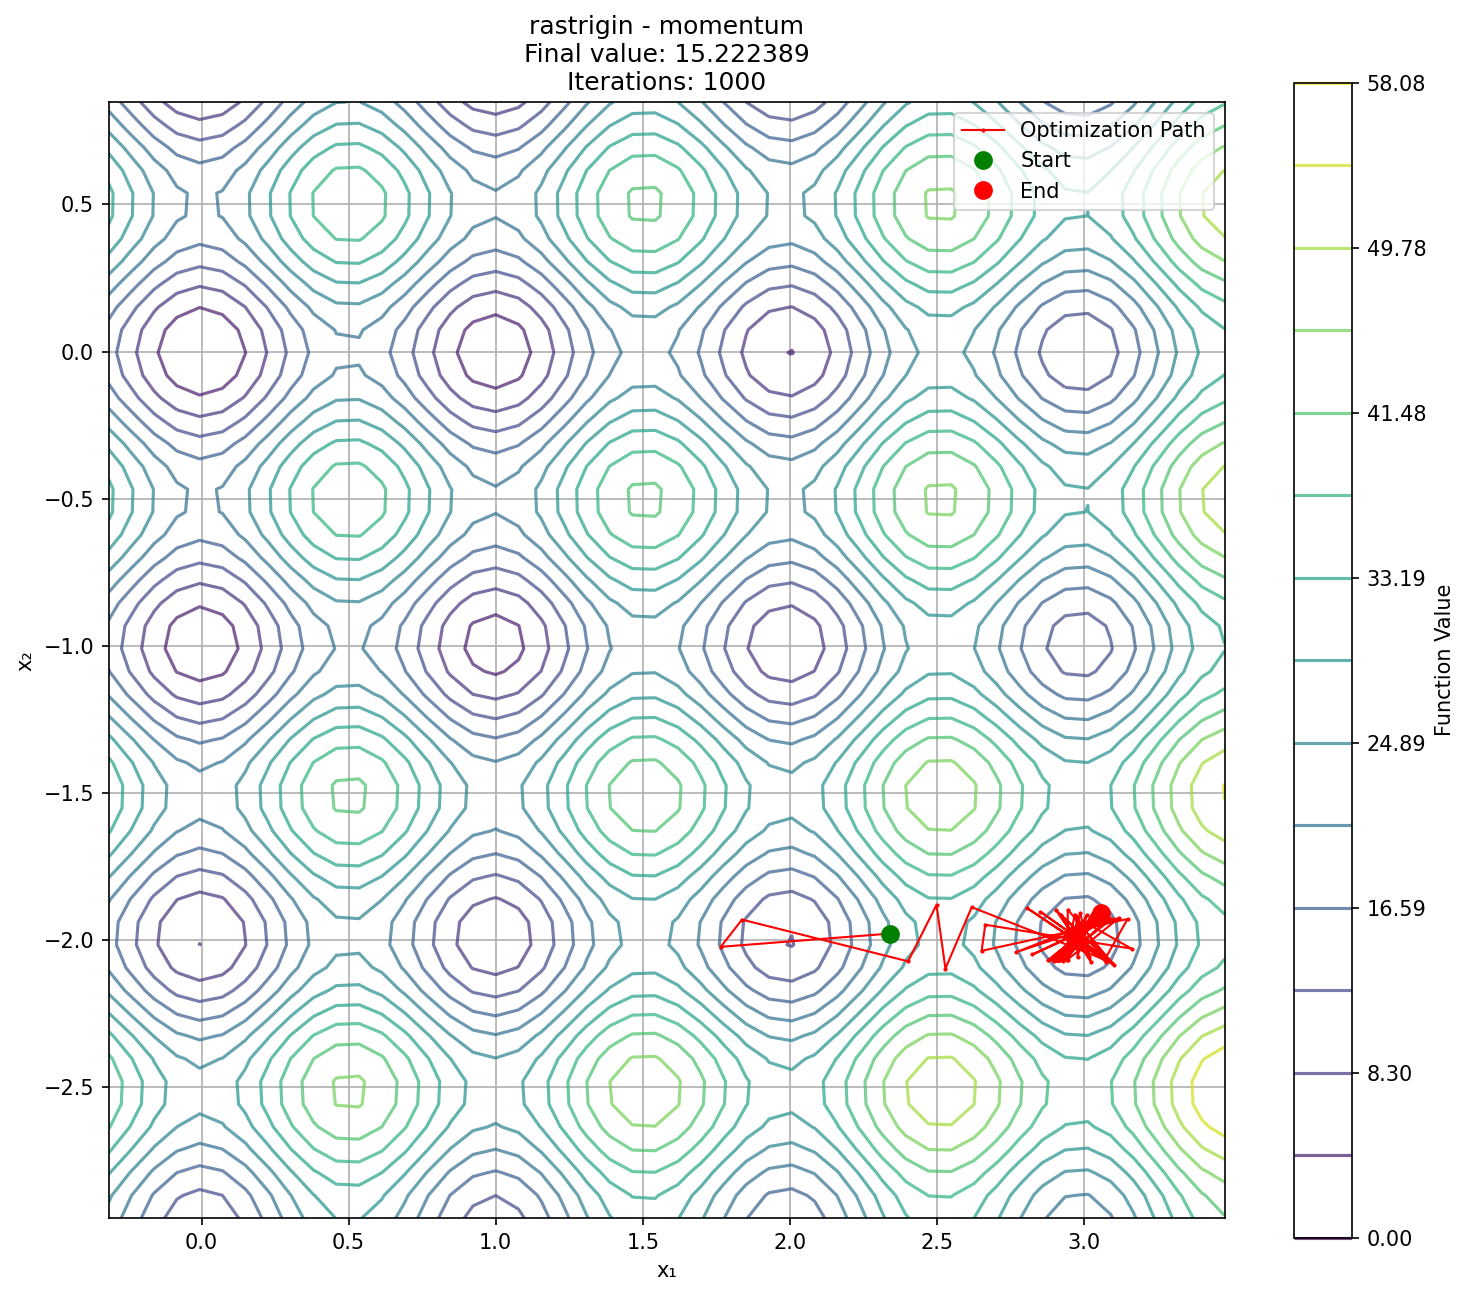 rastrigin - momentum
Final value: 15.222389
Iterations: 1000
Optimization Path
Start
End
58.08
49.78
41.48
33.19
24.89
16.59
8.30
0.00
Function Value
0.5
0.0
−0.5
−1.0
−1.5
−2.0
−2.5
x₂
0.0
0.5
1.0
1.5
2.0
2.5
3.0
x₁